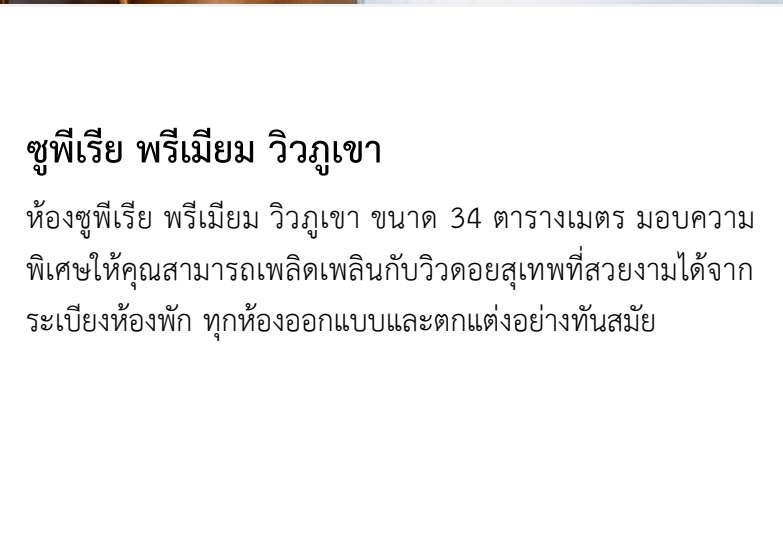 ซูพีเรีย พรีเมียม วิวภูเขา
ห้องซูพีเรีย พรีเมียม วิวภูเขา ขนาด 34 ตารางเมตร มอบความ
พิเศษให้คุณสามารถเพลิดเพลินกับวิวดอยสุเทพที่สวยงามได้จาก
ระเบียงห้องพัก ทุกห้องออกแบบและตกแต่งอย่างทันสมัย